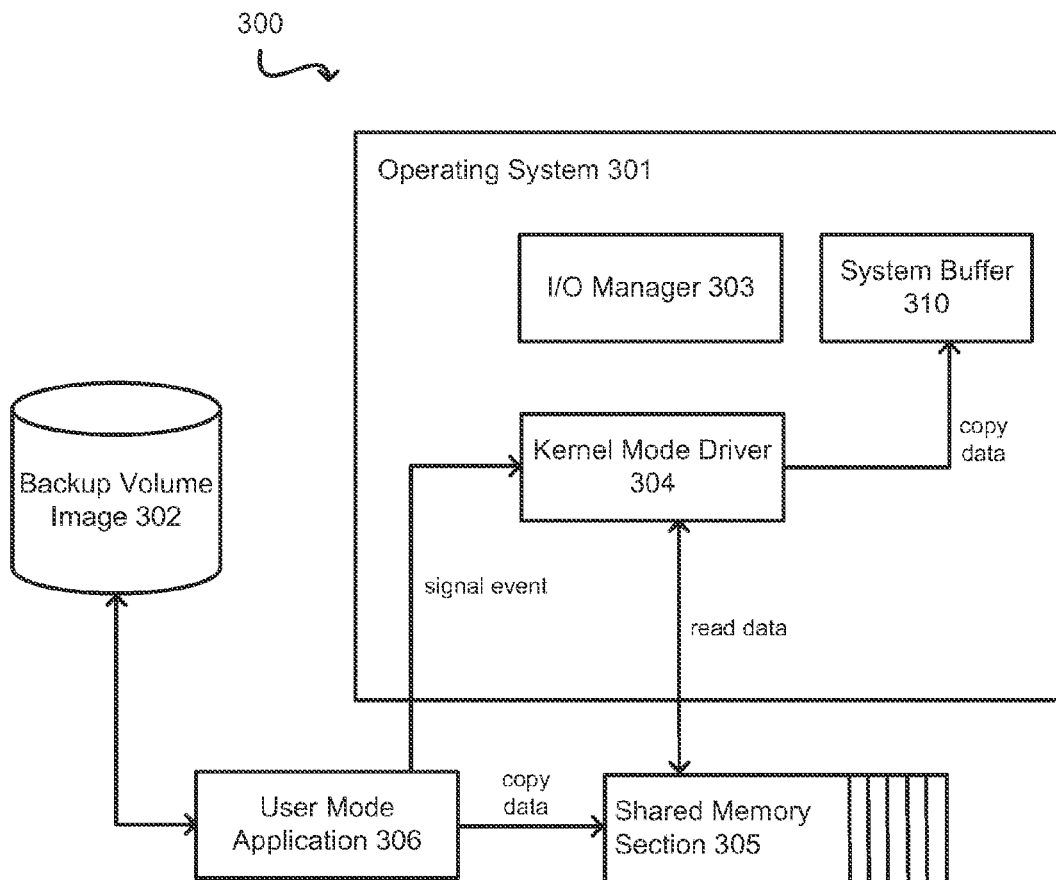 300
Operating System 301
I/O Manager 303
System Buffer
310
Kernel Mode Driver
304
copy
data
Backup Volume
Image 302
signal event
read data
User Mode
Application 306
copy
data
Shared Memory
Section 305